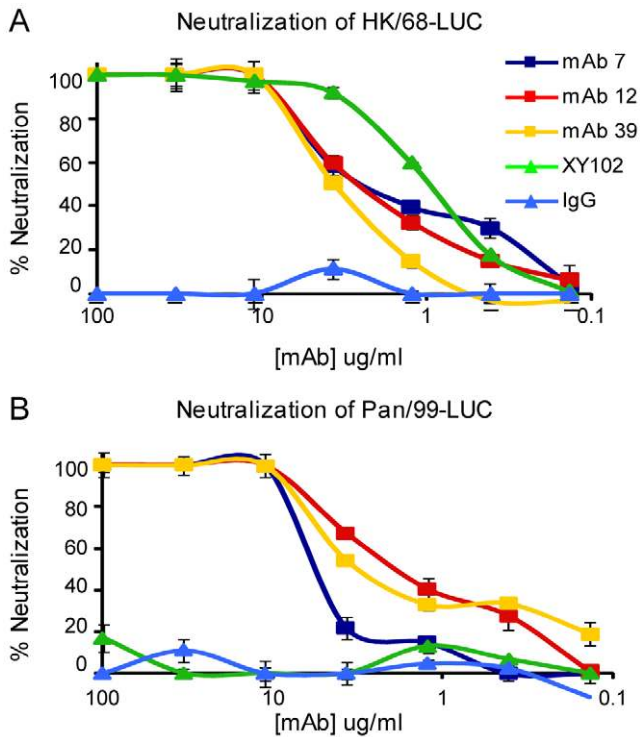 A
Neutralization of HK/68-LUC
% Neutralization
100
80
60
40
20
0
100
10
1
0.1
[mAb] ug/ml
mAb 7
mAb 12
mAb 39
XY102
IgG
B
Neutralization of Pan/99-LUC
% Neutralization
100
80
60
40
20
0
100
10
1
0.1
[mAb] ug/ml